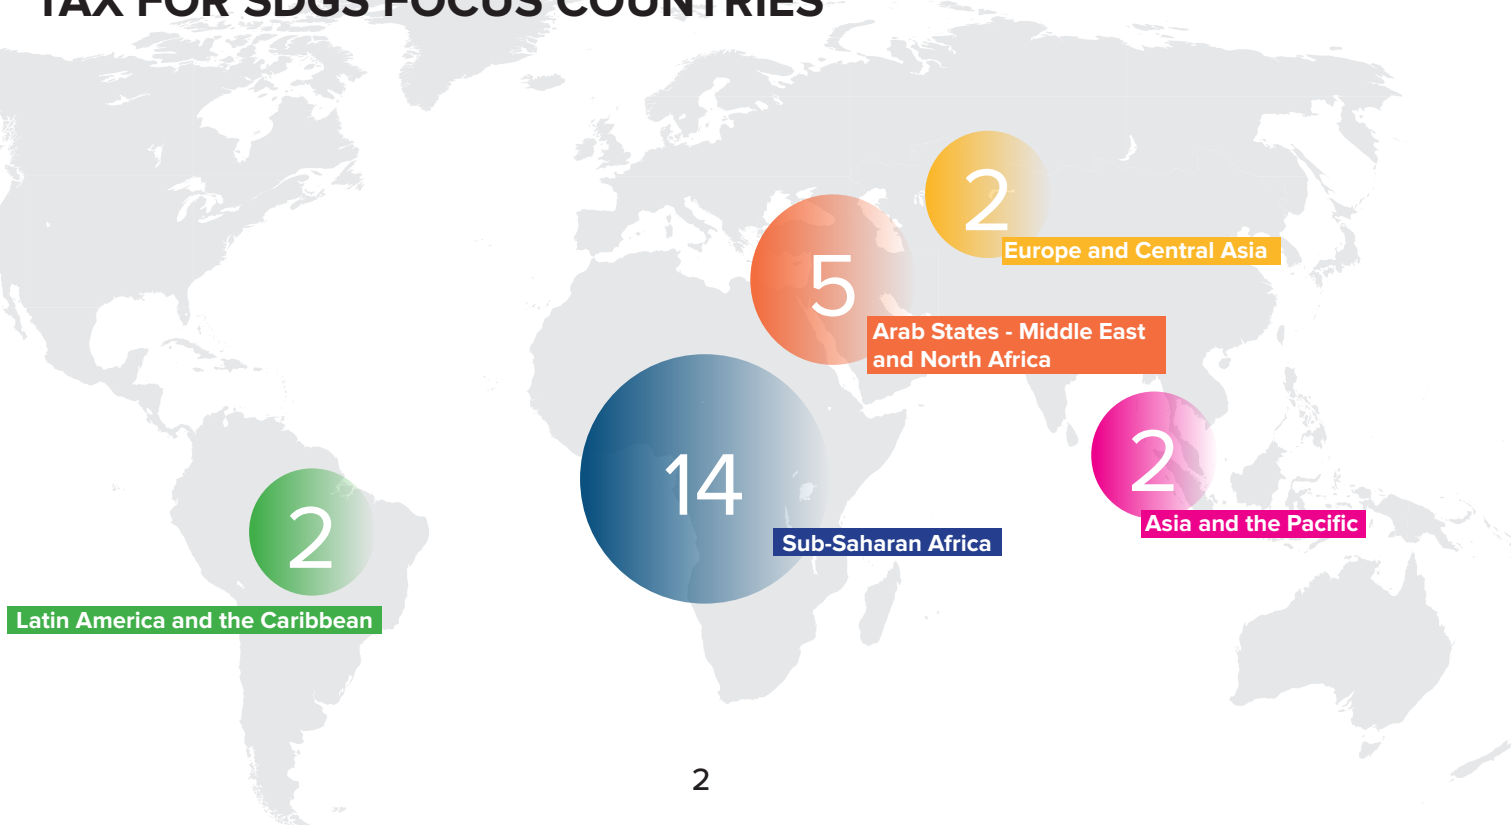 TAX FOR SDGS FOCUS COUNTRIES
2
Europe and Central Asia
5
Arab States - Middle East
and North Africa
14
Sub-Saharan Africa
2
Asia and the Pacific
2
Latin America and the Caribbean
2